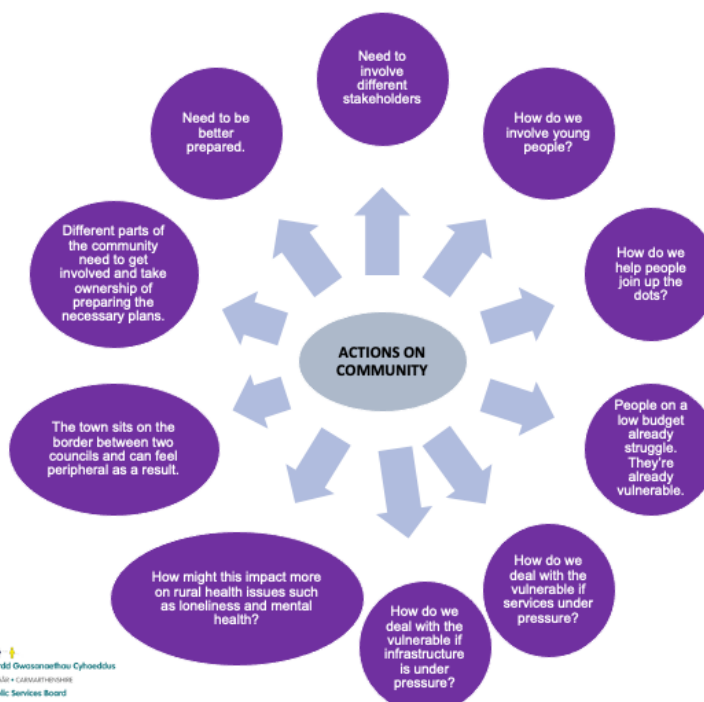 Need to
involve
different
stakeholders
How do we
involve young
people?
How do we
help people
join up the
dots?
People on a
low budget
already
struggle.
They're
already
vulnerable.
How do we
deal with the
vulnerable if
services under
pressure?
How do we
deal with the
vulnerable if
infrastructure
is under
pressure?
How might this impact more
on rural health issues such
as loneliness and mental
health?
The town sits on the
border between two
councils and can feel
peripheral as a result.
Different parts of
the community
need to get
involved and take
ownership of
preparing the
necessary plans.
Need to be
better
prepared.
ACTIONS ON
COMMUNITY
Gwasanaethau Cyhoeddus
• CARMARTHENSHIRE
Services Board